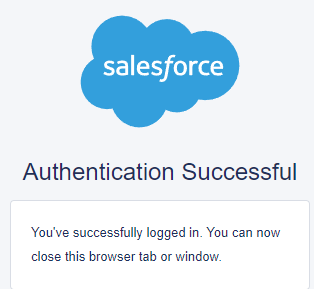 salesforce
Authentication Successful
You've successfully logged in. You can now
close this browser tab or window.